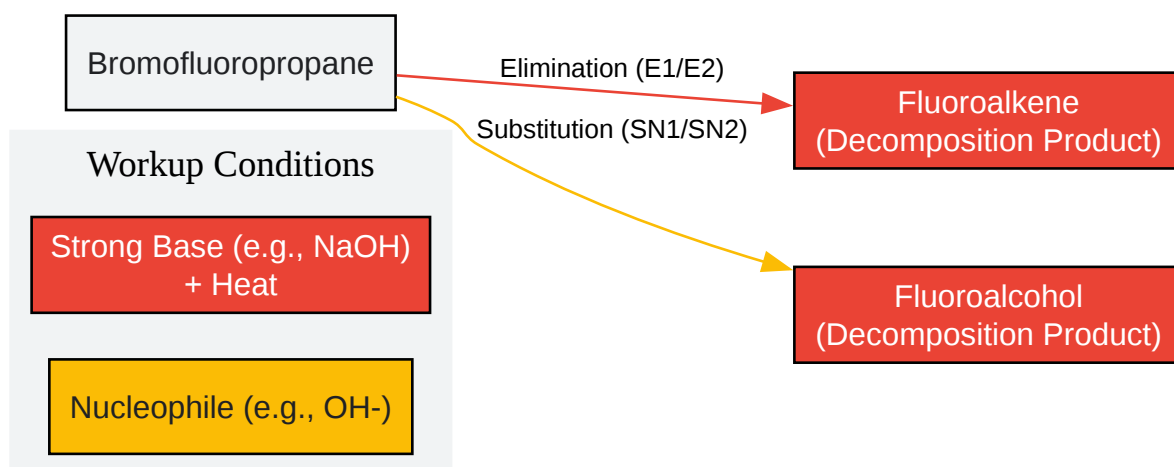 Bromofluoropropane
Elimination (E1/E2)
Fluoroalkene
(Decomposition Product)
Substitution (SN1/SN2)
Workup Conditions
Strong Base (e.g., NaOH)
+ Heat
Fluoroalcohol
(Decomposition Product)
Nucleophile (e.g., OH-)